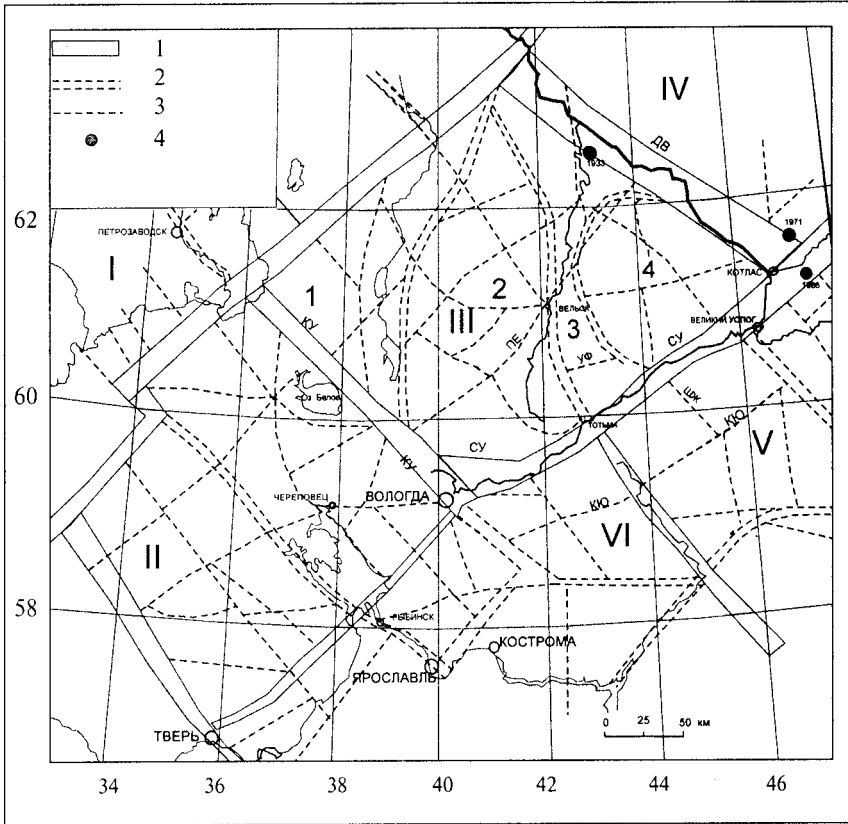 1
2
3
4
IV
ДВ
1933
62
ПЕТРОЗАВОДСК
1971
I
4
КОТЛАС
1986
1
2
КУ
III
ВЕЛЬСК
3
ВЕЛИКИЙ УСТЮГ
ПЕ
СУ
УФ
60
Оз Белое
ТОТЬМА
ЦЖ
КЮ
V
СУ
КУ
ВОЛОГДА
ЧЕРЕПОВЕЦ
КЮ
VI
II
58
РЫБИНСК
КОСТРОМА
ЯРОСЛАВЛЬ
0 25 50 км
ТВЕРЬ
34 36 38 40 42 44 46